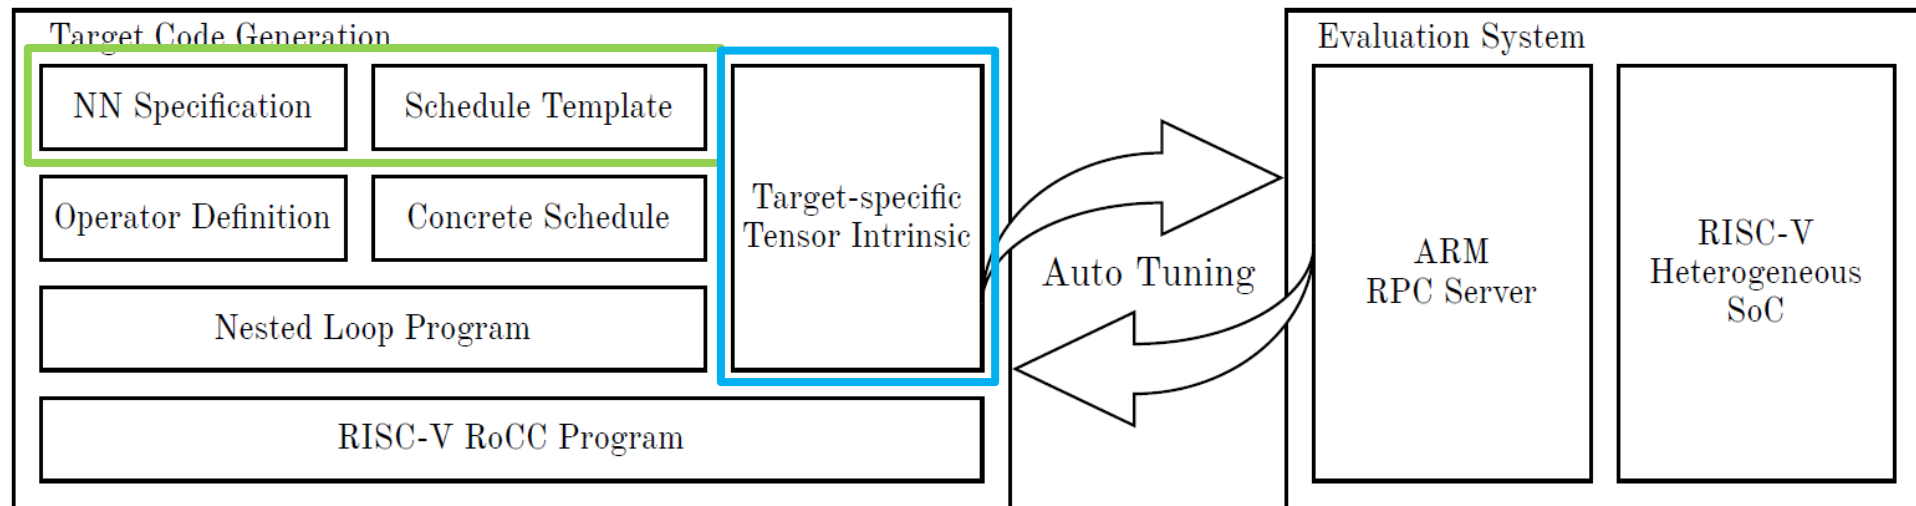 Target Code Generation
NN Specification
Schedule Template
Operator Definition
Concrete Schedule
Nested Loop Program
Target-specific
Tensor Intrinsic
RISC-V RoCC Program
Auto Tuning
Evaluation System
ARM
RPC Server
RISC-V
Heterogeneous
SoC